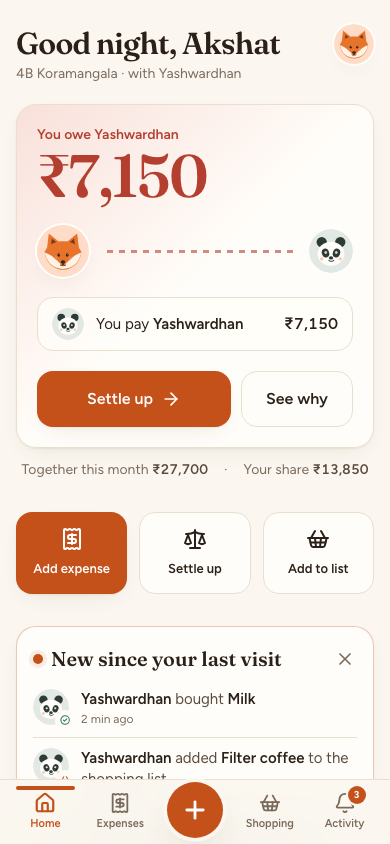 Good night, Akshat
4B Koramangala · with Yashwardhan
You owe Yashwardhan
₹7,150
You pay Yashwardhan ₹7,150
Settle up → See why
Together this month ₹27,700 · Your share ₹13,850
Add expense Settle up Add to list
New since your last visit
Yashwardhan bought Milk
2 min ago
Yashwardhan added Filter coffee to the
shopping list
3
Home Expenses Shopping Activity